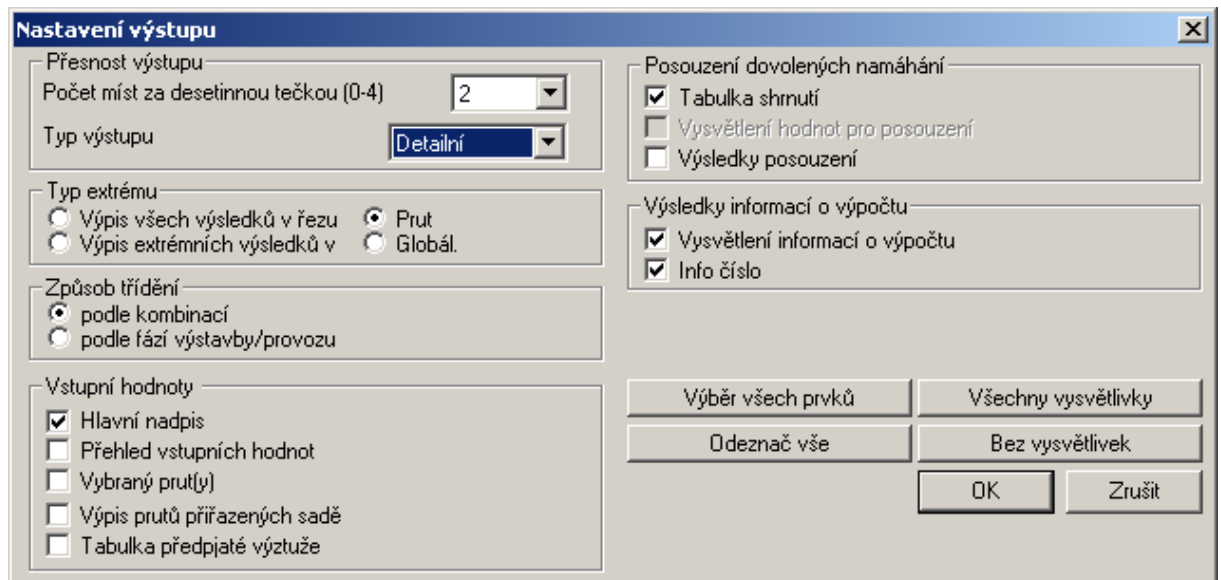 Nastavení výstupu
Přesnost výstupu
Počet míst za desetinnou tečkou (0-4)
2
Typ výstupu
Detailní
Typ extrému
Výpis všech výsledků v řezu
Prut
Výpis extrémních výsledků v
Globál.
Způsob třídění
podle kombinací
podle fází výstavby/provozu
Vstupní hodnoty
Hlavní nadpis
Přehled vstupních hodnot
Vybraný prut(y)
Výpis prutů přiřazených sadě
Tabulka předpjaté výztuže
Posouzení dovolených namáhání
Tabulka shrnutí
Vysvětlení hodnot pro posouzení
Výsledky posouzení
Výsledky informací o výpočtu
Vysvětlení informací o výpočtu
Info číslo
Výběr všech prvků
Všechny vysvětlivky
Odeznač vše
Bez vysvětlivek
OK
Zrušit